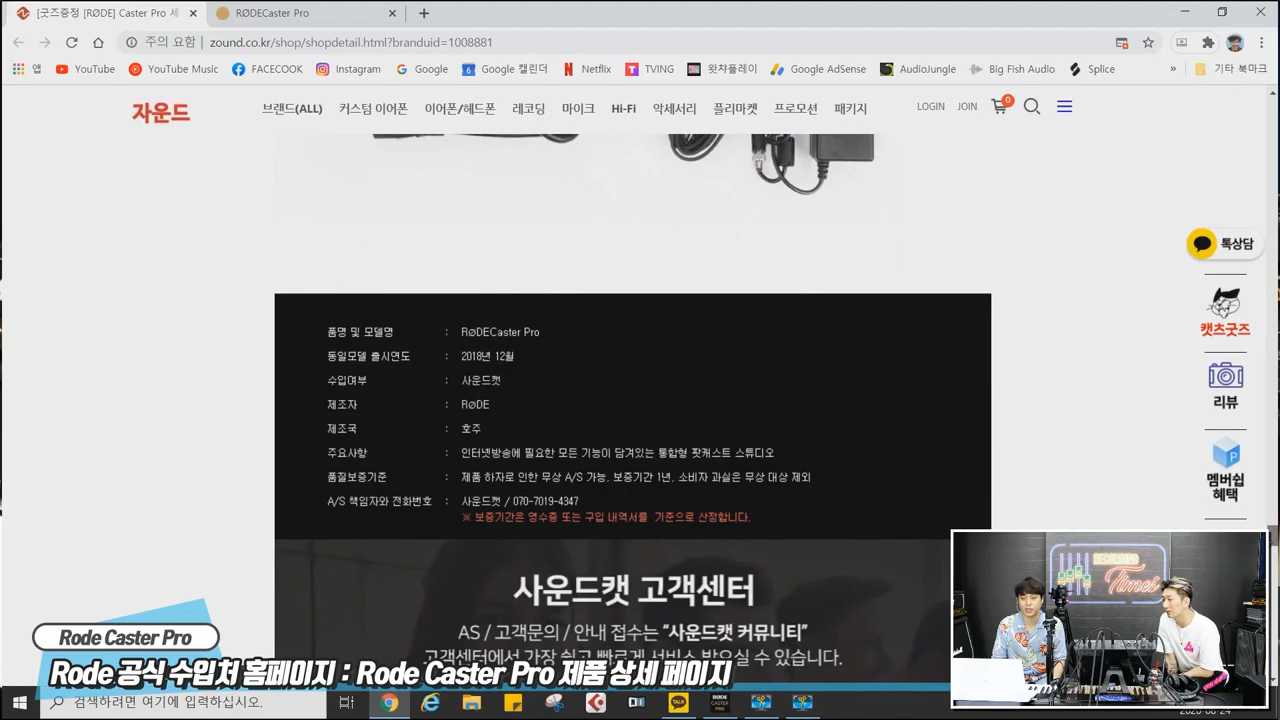 [굿즈증정 [RØDE] Caster Pro 세
RØDECaster Pro
주의 요함
zound.co.kr/shop/shopdetail.html?branduid=1008881
앱
YouTube
YouTube Music
FACECOOK
Instagram
Google
Google 캘린더
Netflix
TVING
왓챠플레이
Google AdSense
AudioJungle
Big Fish Audio
Splice
»
기타 북마크
자운드
브랜드(ALL)
커스텀 이어폰
이어폰/헤드폰
레코딩
마이크
Hi-Fi
악세서리
플리마켓
프로모션
패키지
LOGIN
JOIN
0
톡상담
캣츠굿즈
리뷰
멤버쉽
혜택
품명 및 모델명 : RØDECaster Pro
동일모델 출시연도 : 2018년 12월
수입여부 : 사운드캣
제조자 : RØDE
제조국 : 호주
주요사항 : 인터넷방송에 필요한 모든 기능이 담겨있는 통합형 팟캐스트 스튜디오
품질보증기준 : 제품 하자로 인한 무상 A/S 가능, 보증기간 1년, 소비자 과실은 무상 대상 제외
A/S 책임자와 전화번호 : 사운드캣 / 070-7019-4347
※ 보증기간은 영수증 또는 구입 내역서를 기준으로 산정합니다.
사운드캣 고객센터
AS / 고객문의 / 안내 접수는 “사운드캣 커뮤니티”
고객센터에서 가장 쉽고 빠르게 서비스 받으실 수 있습니다.
Times
Rode Caster Pro
Rode 공식 수입처 홈페이지 : Rode Caster Pro 제품 상세 페이지
검색하려면 여기에 입력하십시오.
TALK
2020-08-24